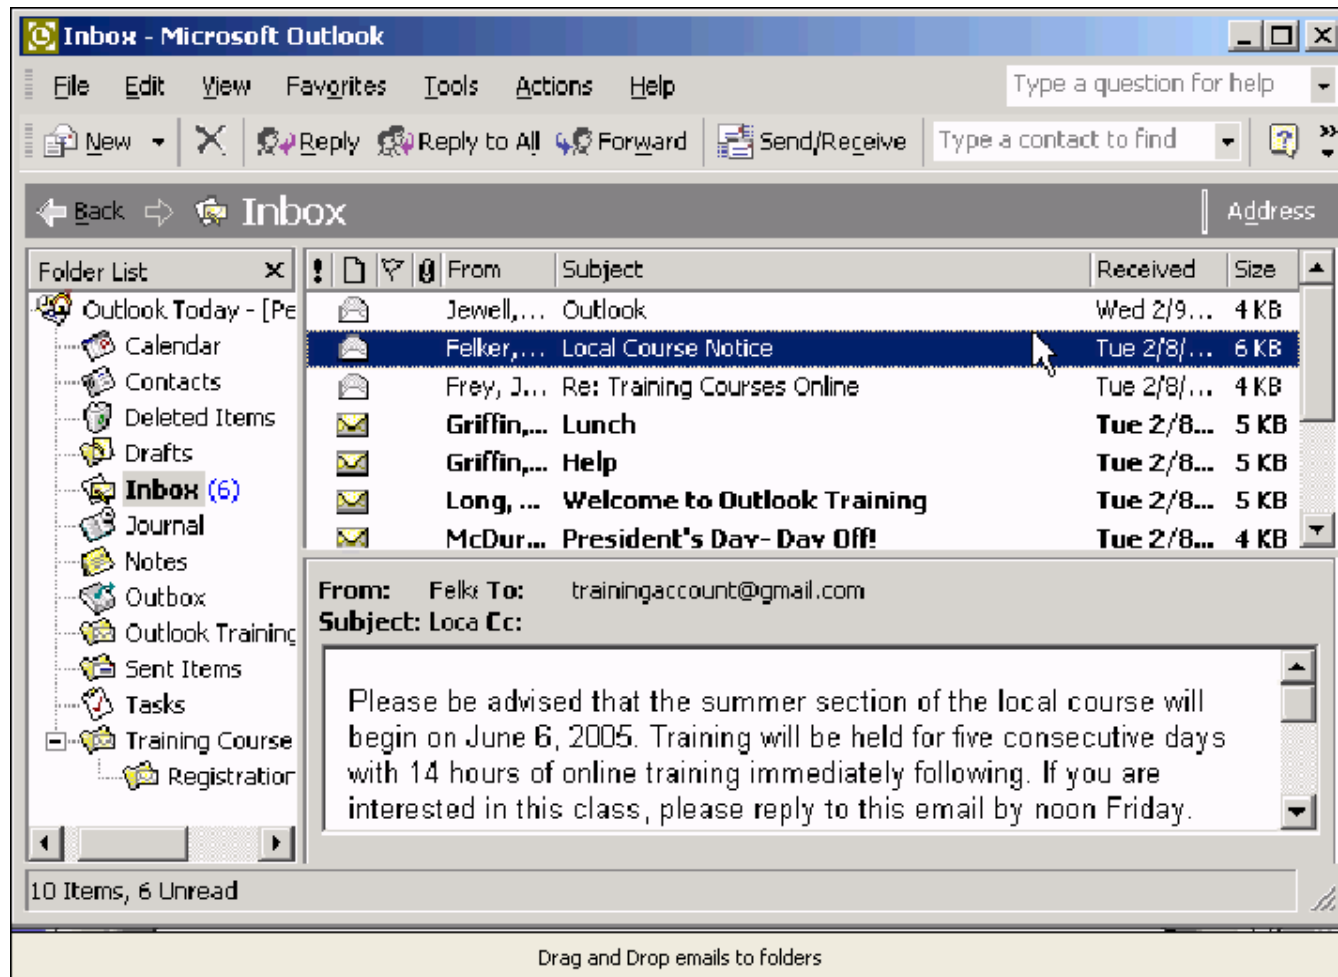 Inbox - Microsoft Outlook
File Edit View Favorites Tools Actions Help Type a question for help
New Reply Reply to All Forward Send/Receive Type a contact to find
Back Inbox Address
Folder List
Outlook Today - [Pe
Calendar
Contacts
Deleted Items
Drafts
Inbox (6)
Journal
Notes
Outbox
Outlook Training
Sent Items
Tasks
Training Course
Registration
From Subject Received Size
Jewell,... Outlook Wed 2/9... 4 KB
Felker,... Local Course Notice Tue 2/8/... 6 KB
Frey, J... Re: Training Courses Online Tue 2/8/... 4 KB
Griffin,... Lunch Tue 2/8... 5 KB
Griffin,... Help Tue 2/8... 5 KB
Long, ... Welcome to Outlook Training Tue 2/8... 5 KB
McDur... President's Day- Day Off! Tue 2/8... 4 KB
From: Felke To: trainingaccount@gmail.com
Subject: Loca Cc:
Please be advised that the summer section of the local course will
begin on June 6, 2005. Training will be held for five consecutive days
with 14 hours of online training immediately following. If you are
interested in this class, please reply to this email by noon Friday.
10 Items, 6 Unread
Drag and Drop emails to folders